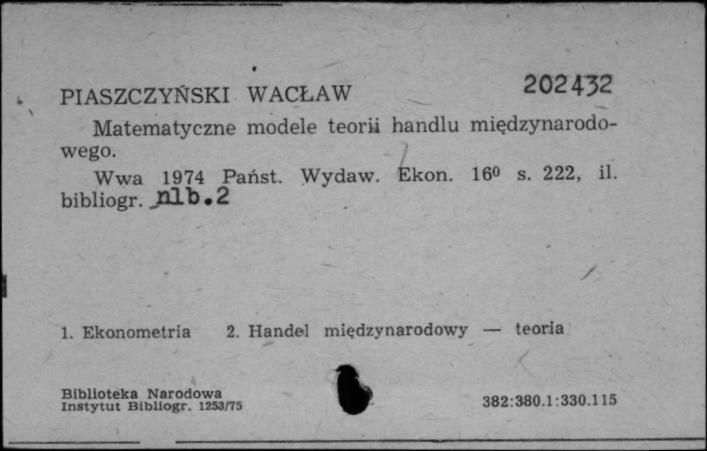 PIASZCZYŃSKI WACŁAW 202432
Matematyczne modele teorii handlu międzynarodo-
wego.
Wwa 1974 Państ. Wydaw. Ekon. 16⁰ s. 222, il.
bibliogr. nlb.2
1. Ekonometria 2. Handel międzynarodowy — teoria
Biblioteka Narodowa
Instytut Bibliogr. 1253/75 382:380.1:330.115